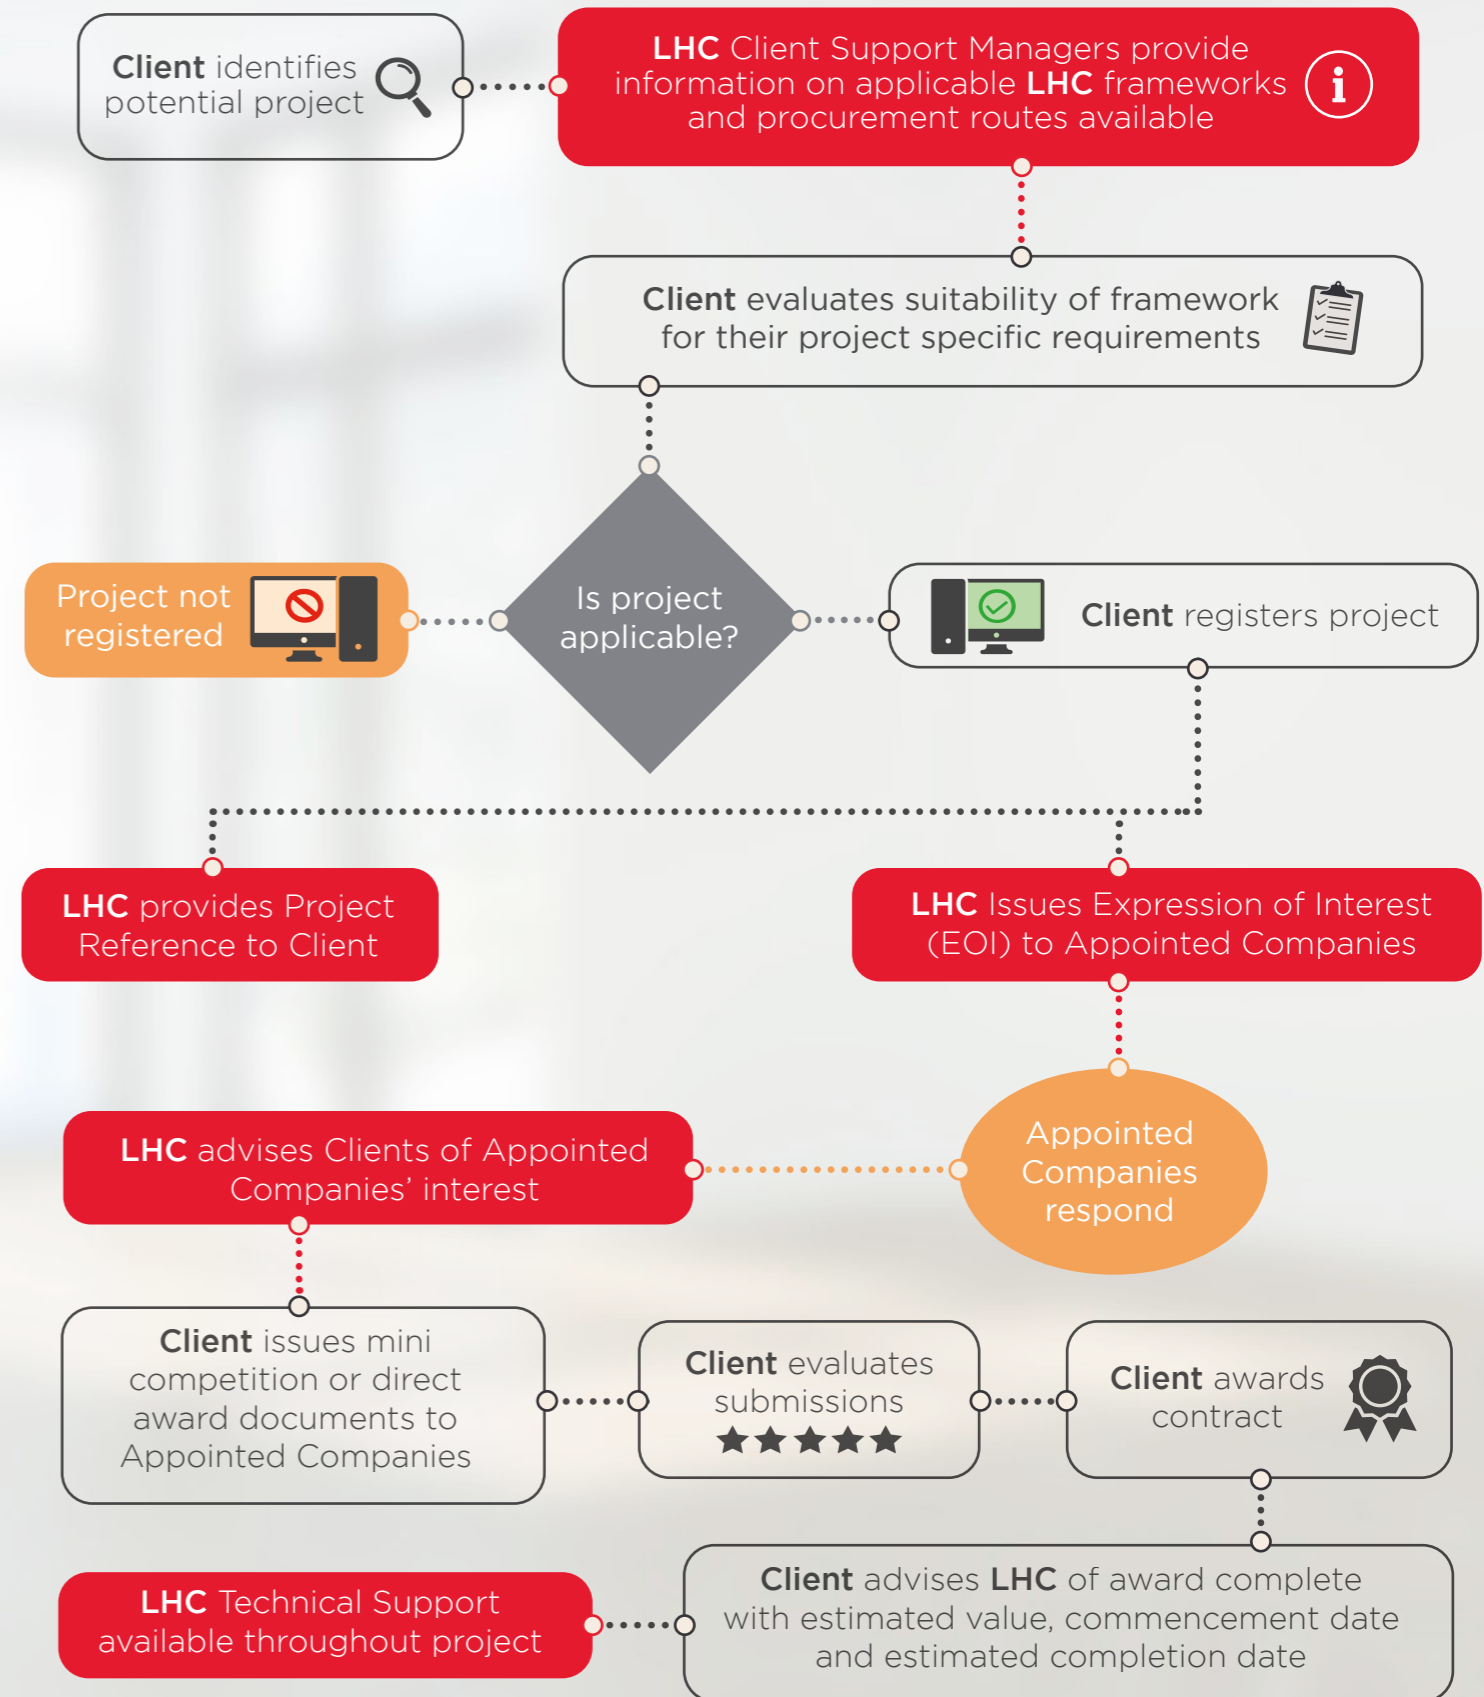 Client identifies
potential project
LHC Client Support Managers provide
information on applicable LHC frameworks
and procurement routes available
i
Client evaluates suitability of framework
for their project specific requirements
Is project
applicable?
Project not
registered
Client registers project
LHC provides Project
Reference to Client
LHC Issues Expression of Interest
(EOI) to Appointed Companies
Appointed
Companies
respond
LHC advises Clients of Appointed
Companies’ interest
Client issues mini
competition or direct
award documents to
Appointed Companies
Client evaluates
submissions
Client awards
contract
Client advises LHC of award complete
with estimated value, commencement date
and estimated completion date
LHC Technical Support
available throughout project